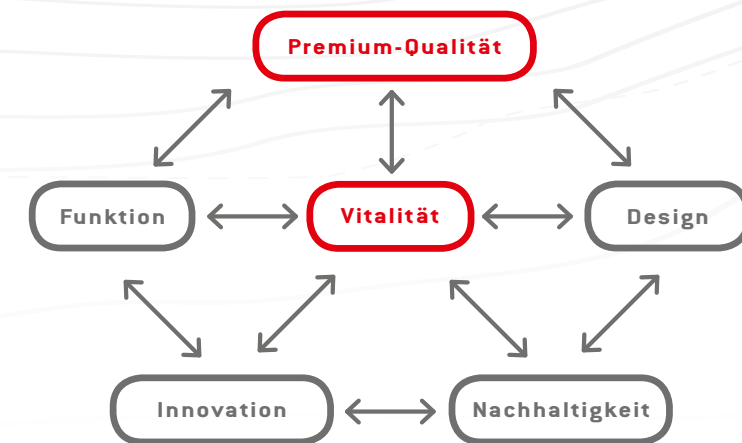 Premium-Qualität
Funktion
Vitalität
Design
Innovation
Nachhaltigkeit